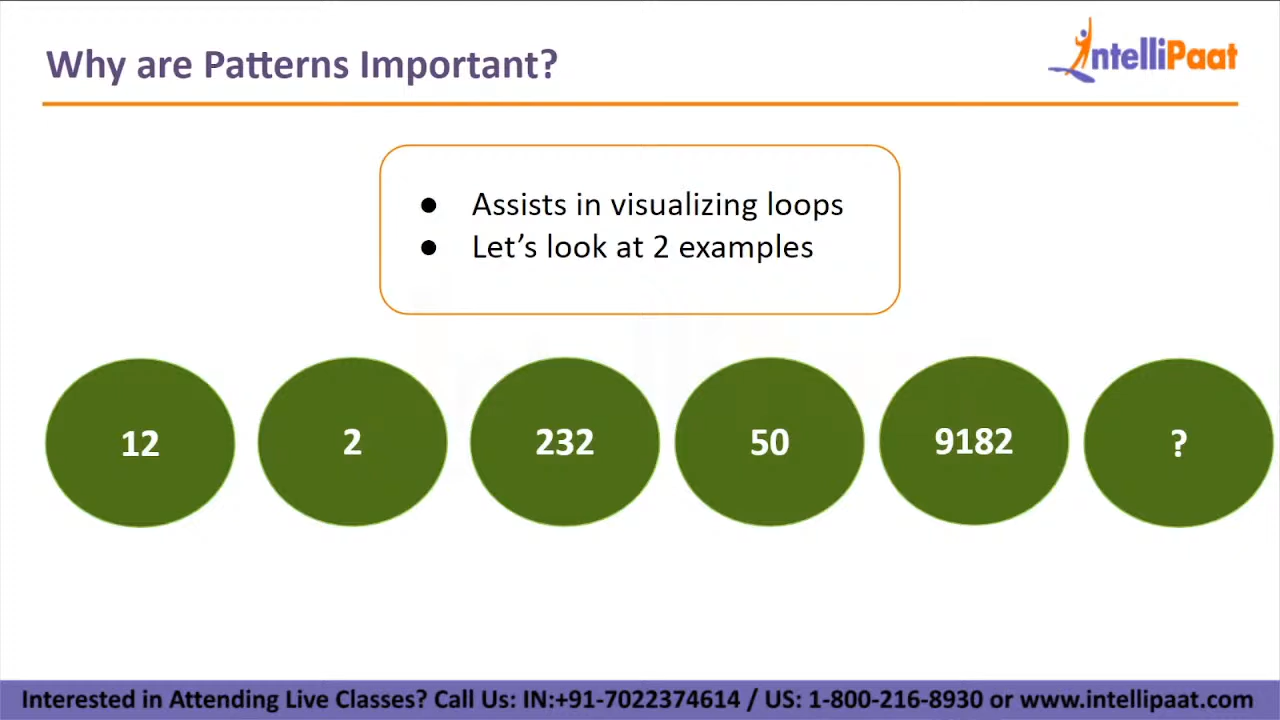 Why are Patterns Important?
IntelliPaat
● Assists in visualizing loops
● Let’s look at 2 examples
12 2 232 50 9182 ?
Interested in Attending Live Classes? Call Us: IN:+91-7022374614 / US: 1-800-216-8930 or www.intellipaat.com